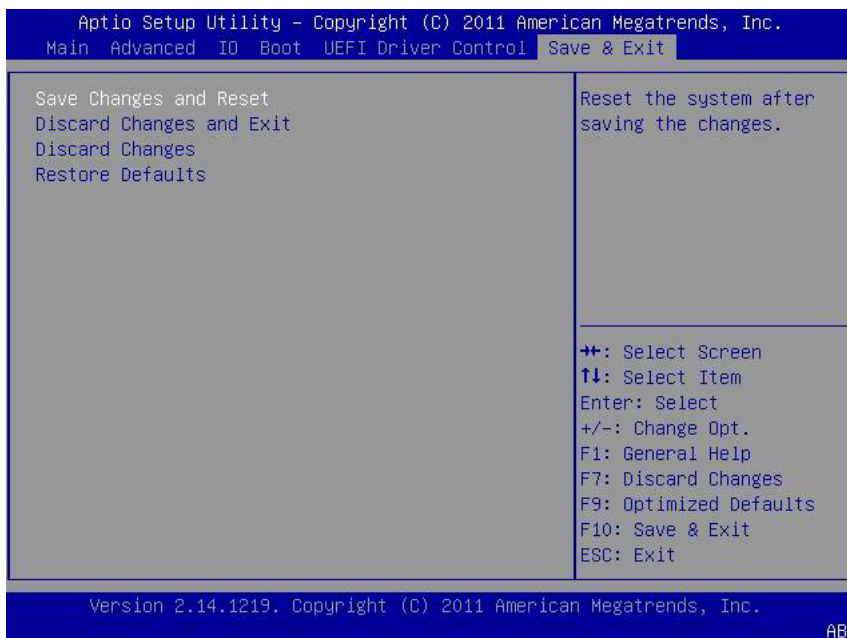 Aptio Setup Utility – Copyright (C) 2011 American Megatrends, Inc.
Main Advanced IO Boot UEFI Driver Control Save & Exit
Save Changes and Reset
Discard Changes and Exit
Discard Changes
Restore Defaults
Reset the system after
saving the changes.
→←: Select Screen
↑↓: Select Item
Enter: Select
+/-: Change Opt.
F1: General Help
F7: Discard Changes
F9: Optimized Defaults
F10: Save & Exit
ESC: Exit
Version 2.14.1219. Copyright (C) 2011 American Megatrends, Inc.
AB